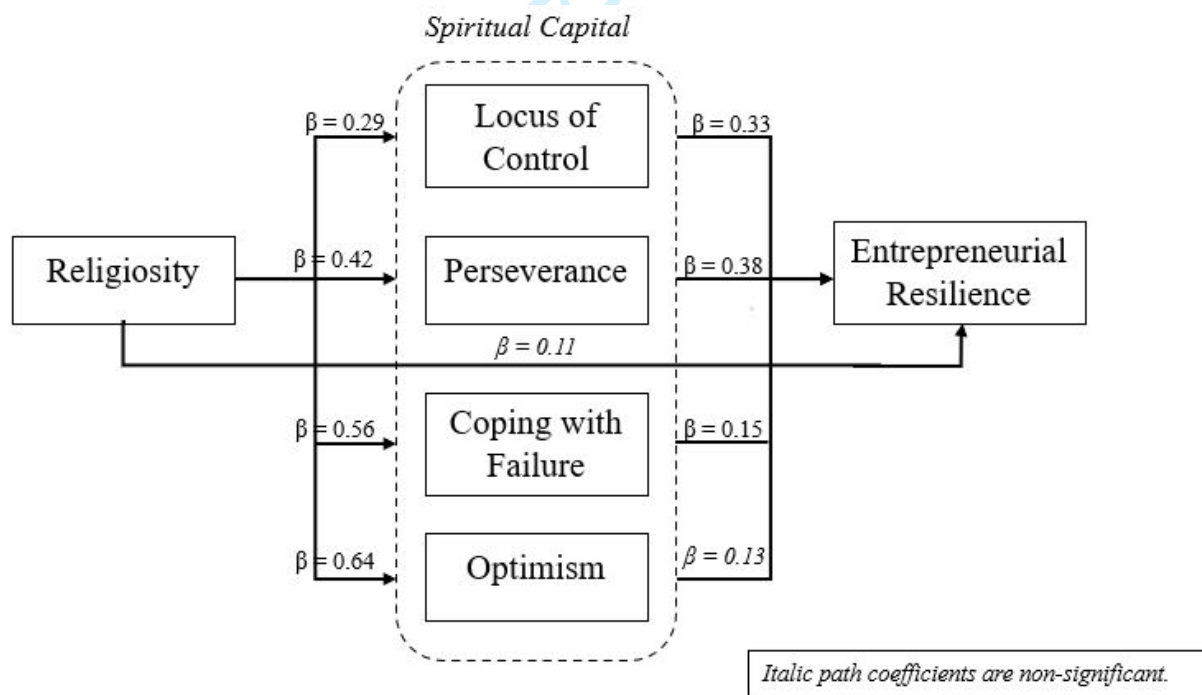 Spiritual Capital
β = 0.29
Locus of
Control
β = 0.33
Religiosity
β = 0.42
Perseverance
β = 0.38
Entrepreneurial
Resilience
β = 0.11
β = 0.56
Coping with
Failure
β = 0.15
β = 0.64
Optimism
β = 0.13
Italic path coefficients are non-significant.